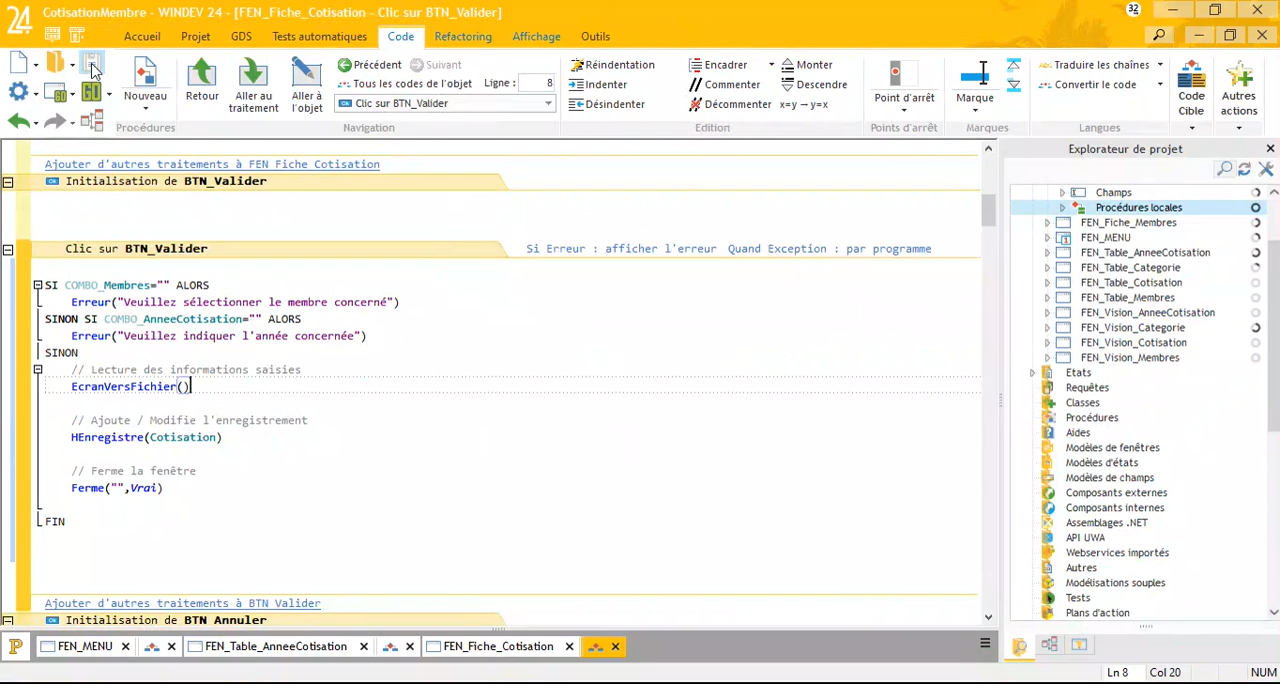 24 CotisationMembre - WINDEV 24 - [FEN_Fiche_Cotisation - Clic sur BTN_Valider] 32
Accueil Projet GDS Tests automatiques Code Refactoring Affichage Outils
Nouveau
Procédures
Retour
Aller au traitement
Aller à l'objet
Précédent Suivant
Tous les codes de l'objet Ligne : 8
Clic sur BTN_Valider
Navigation
Réindentation
Indenter
Désindenter
Encadrer
// Commenter
Décommenter
Monter
Descendre
x=y → y=x
Edition
Point d'arrêt
Points d'arrêt
Marque
Marques
Traduire les chaînes
Convertir le code
Langues
Code Cible
Autres actions
Ajouter d'autres traitements à FEN Fiche Cotisation
Initialisation de BTN_Valider
Clic sur BTN_Valider Si Erreur : afficher l'erreur Quand Exception : par programme
SI COMBO_Membres="" ALORS
Erreur("Veuillez sélectionner le membre concerné")
SINON SI COMBO_AnneeCotisation="" ALORS
Erreur("Veuillez indiquer l'année concernée")
SINON
// Lecture des informations saisies
EcranVersFichier()
// Ajoute / Modifie l'enregistrement
HEnregistre(Cotisation)
// Ferme la fenêtre
Ferme("",Vrai)
FIN
Ajouter d'autres traitements à BTN Valider
Initialisation de BTN Annuler
Explorateur de projet
Champs
Procédures locales
FEN_Fiche_Membres
FEN_MENU
FEN_Table_AnneeCotisation
FEN_Table_Categorie
FEN_Table_Cotisation
FEN_Table_Membres
FEN_Vision_AnneeCotisation
FEN_Vision_Categorie
FEN_Vision_Cotisation
FEN_Vision_Membres
Etats
Requêtes
Classes
Procédures
Aides
Modèles de fenêtres
Modèles d'états
Modèles de champs
Composants externes
Composants internes
Assemblages .NET
API UWA
Webservices importés
Autres
Modélisations souples
Tests
Plans d'action
FEN_MENU FEN_Table_AnneeCotisation FEN_Fiche_Cotisation
Ln 8 Col 20 NUM